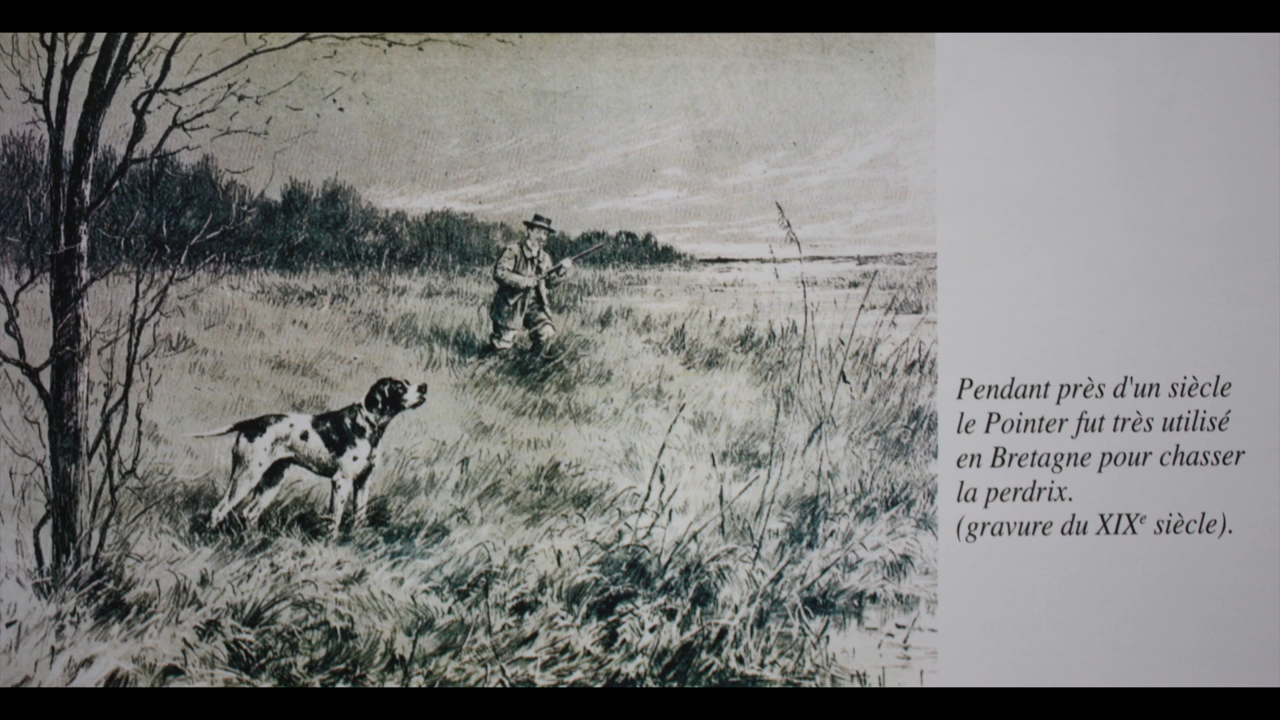 Pendant près d'un siècle
le Pointer fut très utilisé
en Bretagne pour chasser
la perdrix.
(gravure du XIXe siècle).